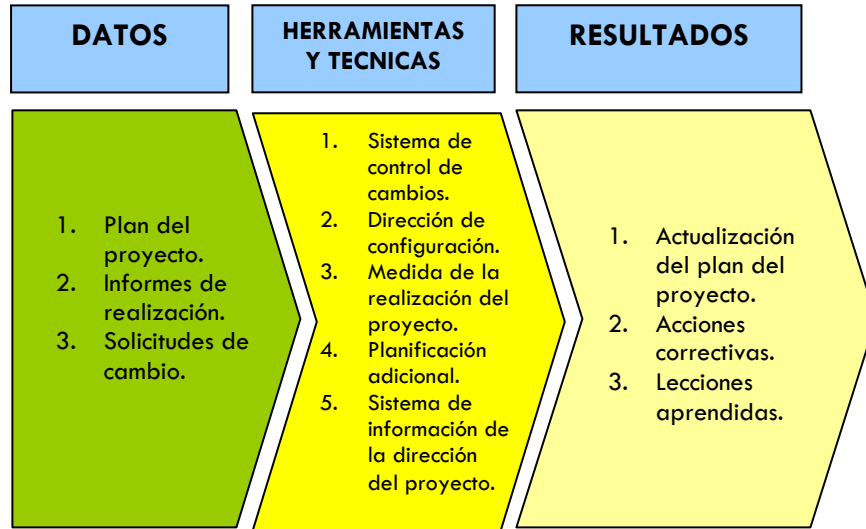 DATOS
HERRAMIENTAS
Y TECNICAS
RESULTADOS
1. Plan del
proyecto.
2. Informes de
realización.
3. Solicitudes de
cambio.
1. Sistema de
control de
cambios.
2. Dirección de
configuración.
3. Medida de la
realización del
proyecto.
4. Planificación
adicional.
5. Sistema de
información de
la dirección
del proyecto.
1. Actualización
del plan del
proyecto.
2. Acciones
correctivas.
3. Lecciones
aprendidas.